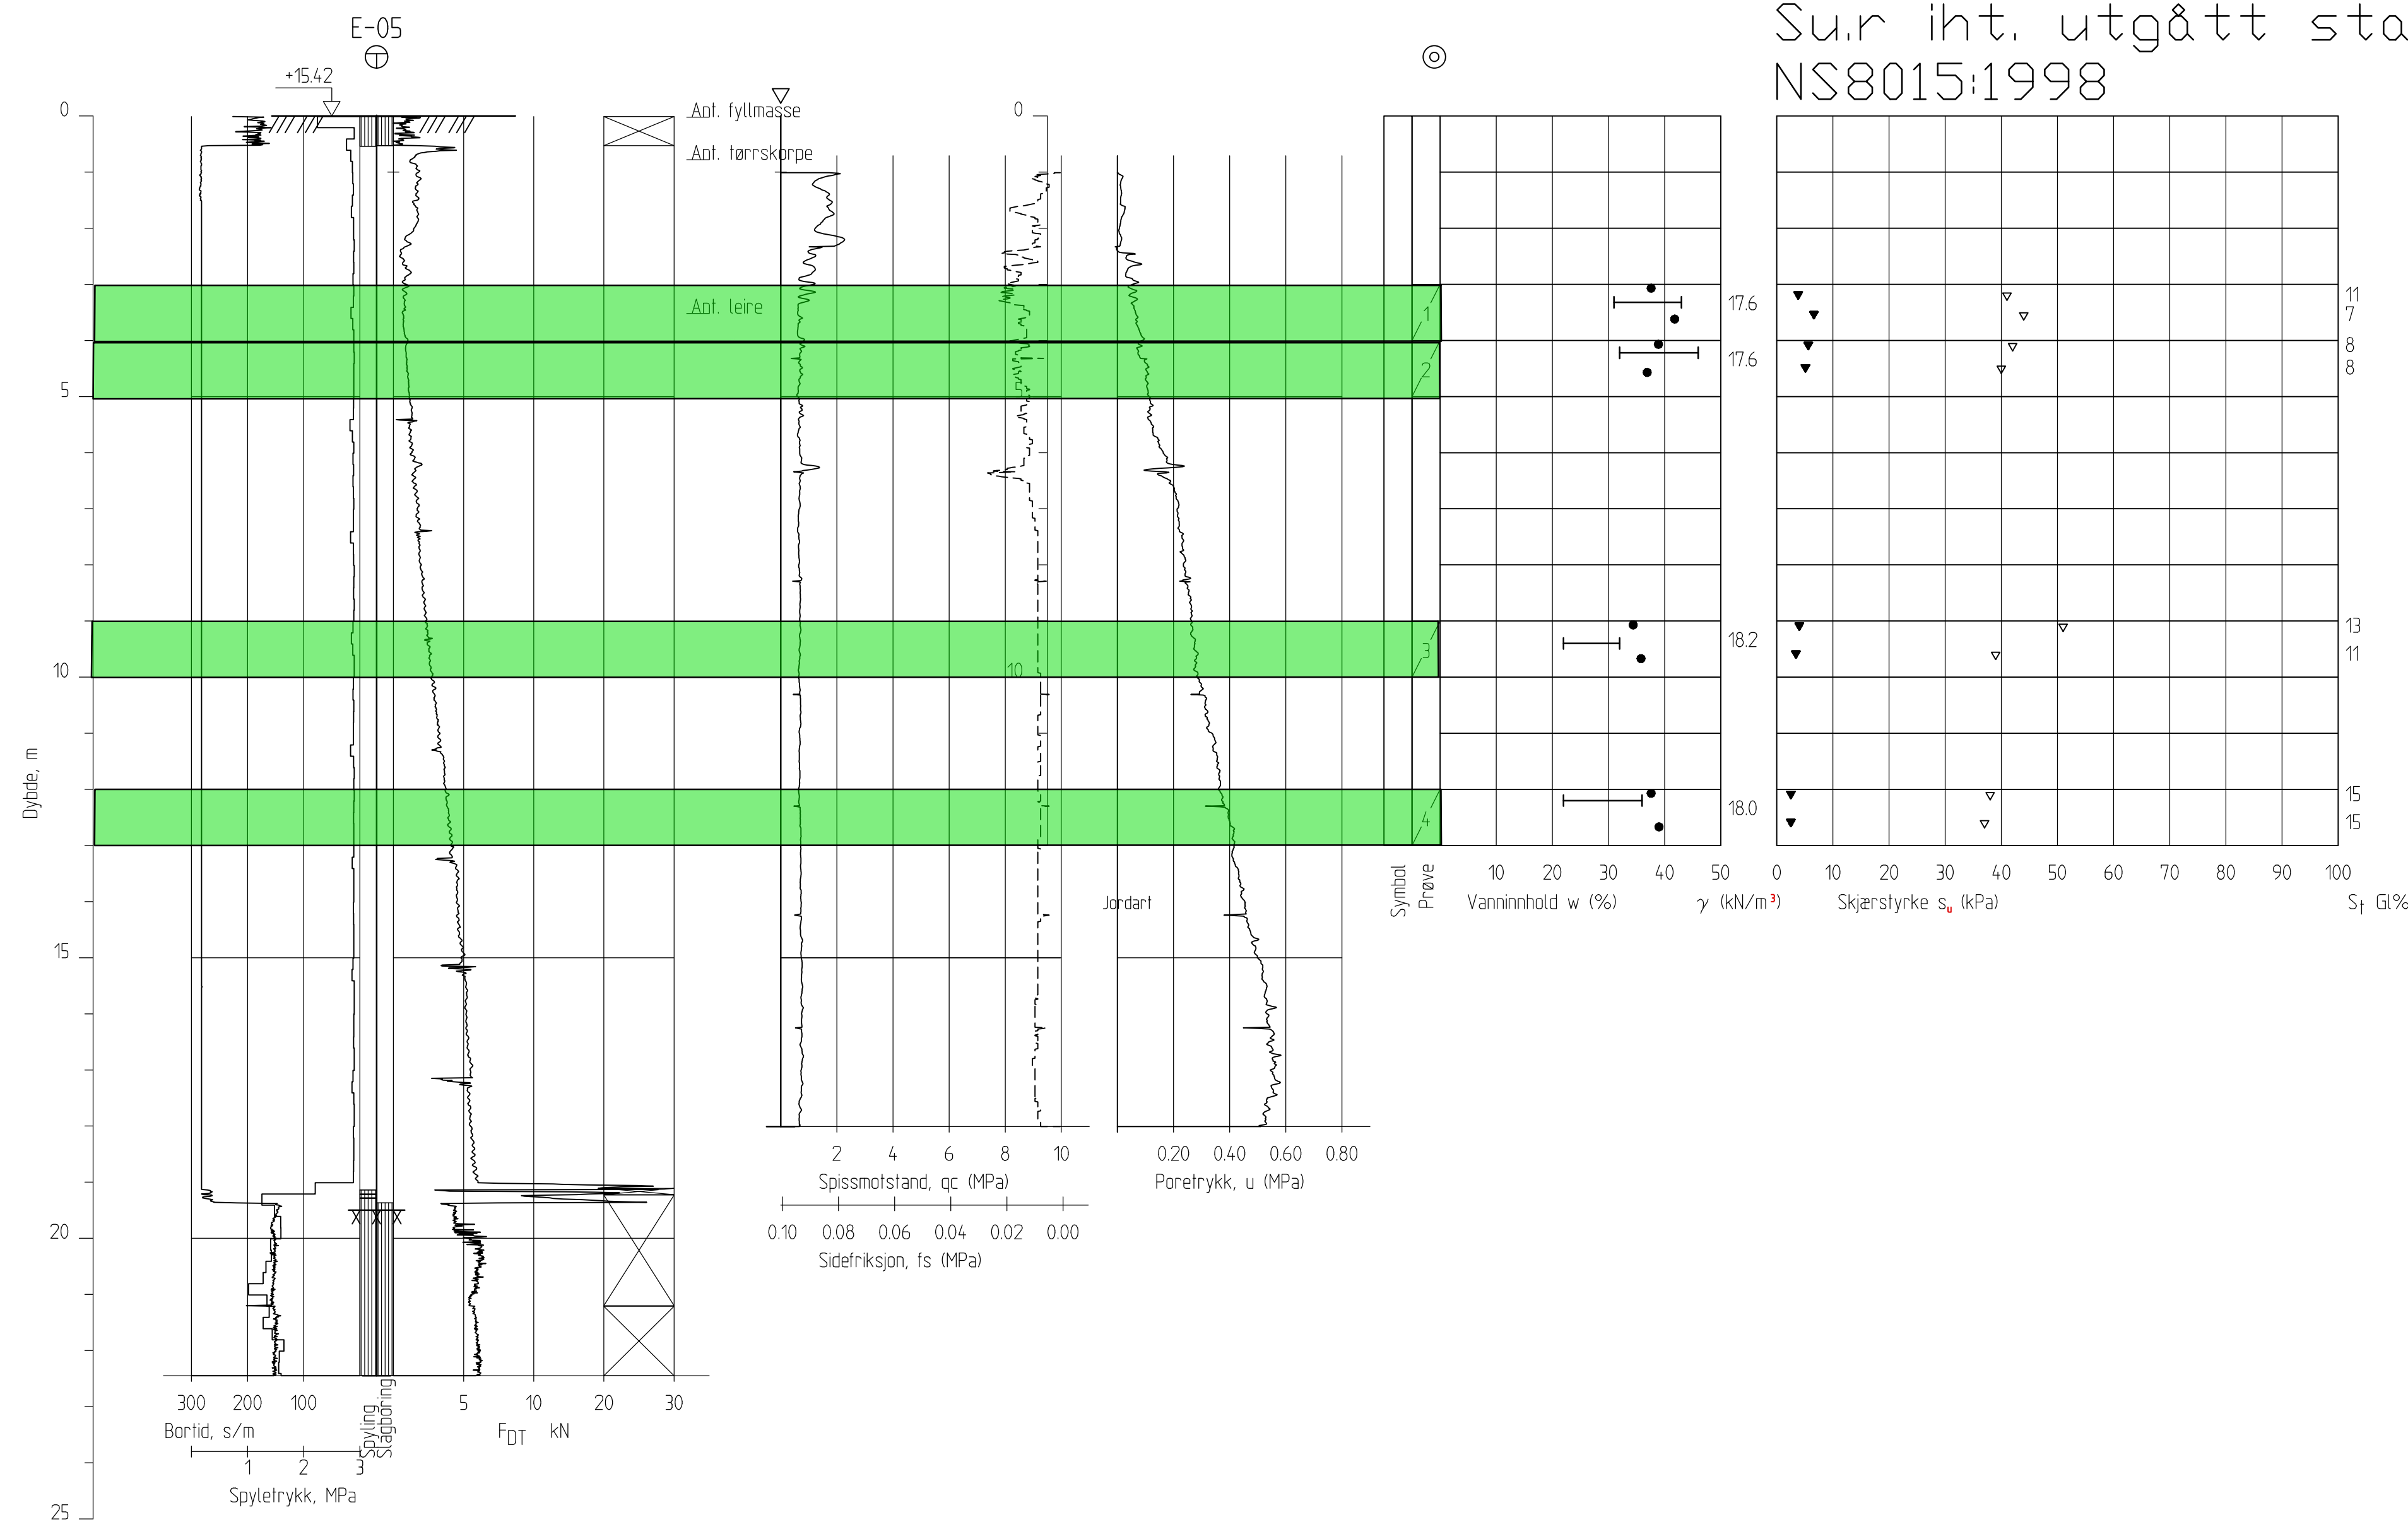 E-05
Su.r iht. utgått sta
NS8015:1998
+15.42
0
Ant. fyllmasse
0
Ant. tørrskorpe
Ant. leire
1
17.6
11
7
2
17.6
8
8
5
5
3
18.2
13
11
10
10
4
18.0
15
15
Dybde, m
Jordart
Symbol
Prøve
10 20 30 40 50
Vanninnhold w (%)
γ (kN/m³)
0 10 20 30 40 50 60 70 80 90 100
Skjærstyrke su (kPa)
St Gl%
15
2 4 6 8 10
Spissmotstand, qc (MPa)
0.10 0.08 0.06 0.04 0.02 0.00
Sidefriksjon, fs (MPa)
0.20 0.40 0.60 0.80
Poretrykk, u (MPa)
20
300 200 100
Bortid, s/m
Spyling
Slagboring
5 10 20 30
FDT kN
1 2 3
Spyletrykk, MPa
25